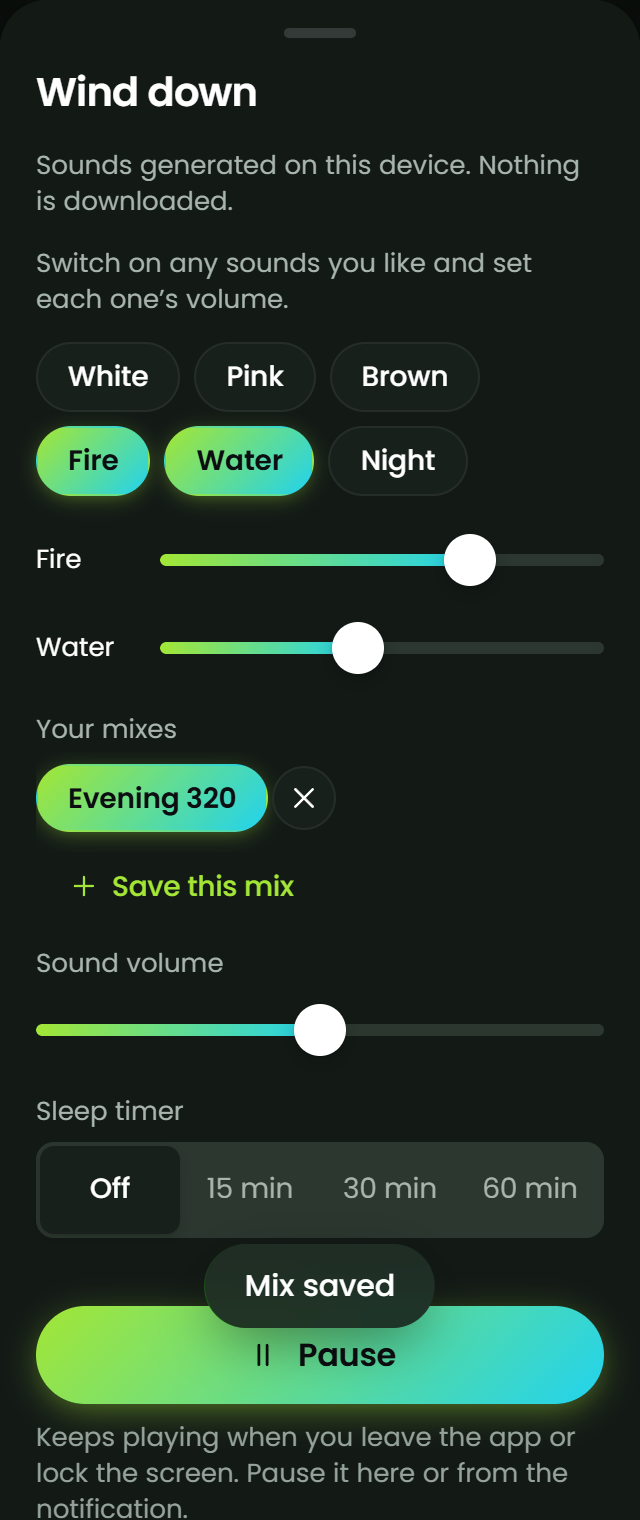 Wind down
Sounds generated on this device. Nothing
is downloaded.
Switch on any sounds you like and set
each one’s volume.
White Pink Brown
Fire Water Night
Fire
Water
Your mixes
Evening 320
Save this mix
Sound volume
Sleep timer
Off 15 min 30 min 60 min
Mix saved
Pause
Keeps playing when you leave the app or
lock the screen. Pause it here or from the
notification.